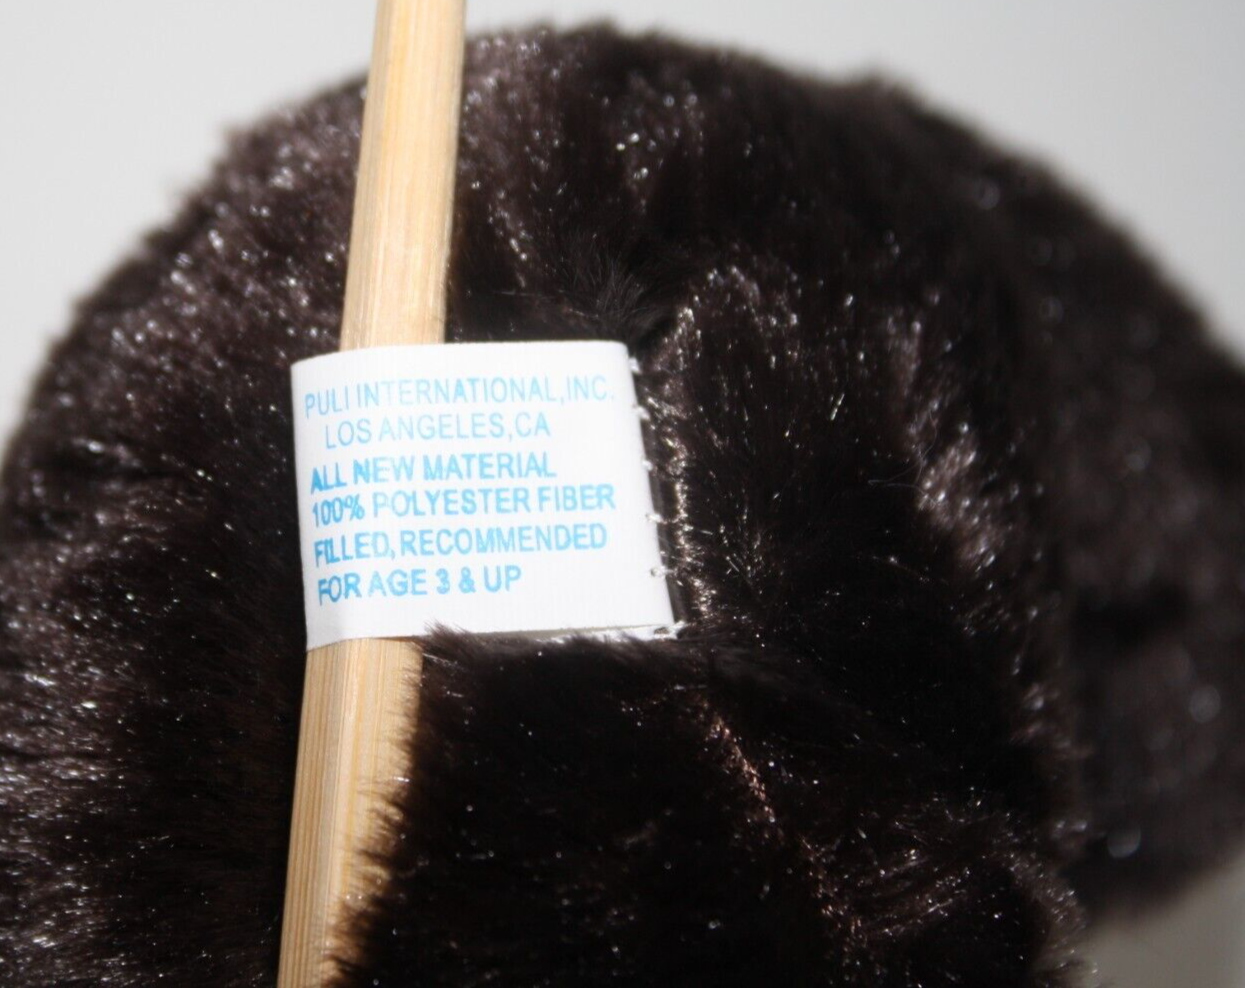 PULI INTERNATIONAL,INC.
LOS ANGELES,CA
ALL NEW MATERIAL
100% POLYESTER FIBER
FILLED, RECOMMENDED
FOR AGE 3 & UP